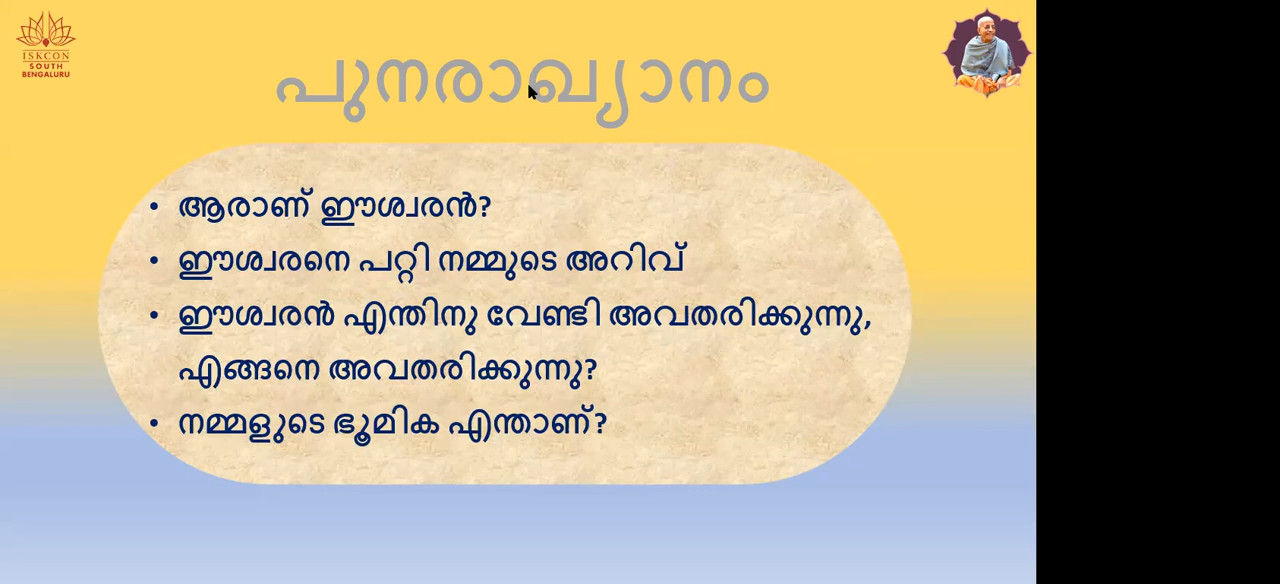 ISKCON
SOUTH
BENGALURU
പുനരാഖ്യാനം
• ആരാണ് ഈശ്വരൻ?
• ഈശ്വരനെ പറ്റി നമ്മുടെ അറിവ്
• ഈശ്വരൻ എന്തിനു വേണ്ടി അവതരിക്കുന്നു,
എങ്ങനെ അവതരിക്കുന്നു?
• നമ്മളുടെ ഭൂമിക എന്താണ്?